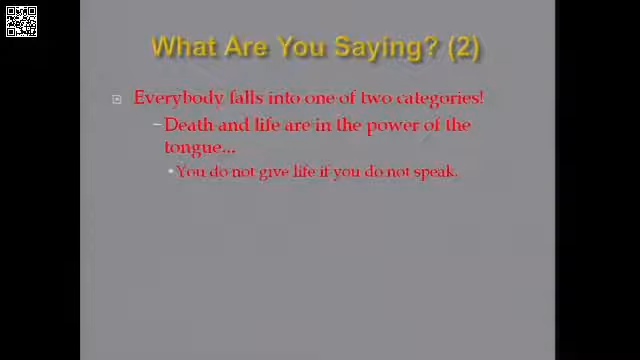 What Are You Saying? (2)
Everybody falls into one of two categories!
–Death and life are in the power of the
tongue...
•You do not give life if you do not speak.